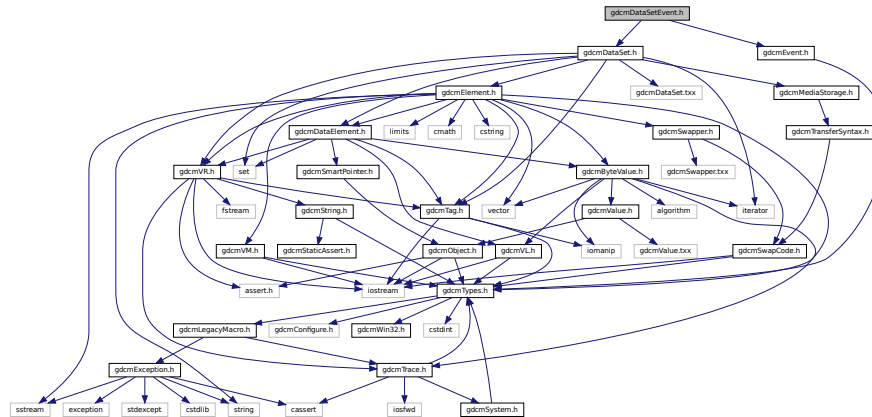 gdcmDataSetEvent.h
gdcmDataSet.h
gdcmEvent.h
gdcmElement.h
gdcmDataSet.txx
gdcmMediaStorage.h
gdcmDataElement.h
limits
cmath
cstring
gdcmSwapper.h
gdcmTransferSyntax.h
gdcmVR.h
set
gdcmSmartPointer.h
gdcmByteValue.h
gdcmSwapper.txx
fstream
gdcmString.h
gdcmTag.h
vector
gdcmValue.h
algorithm
iterator
gdcmVM.h
gdcmStaticAssert.h
gdcmObject.h
gdcmVL.h
iomanip
gdcmValue.txx
gdcmSwapCode.h
assert.h
iostream
gdcmTypes.h
gdcmLegacyMacro.h
gdcmConfigure.h
gdcmWin32.h
cstdint
gdcmException.h
gdcmTrace.h
sstream
exception
stdexcept
cstdlib
string
cassert
iosfwd
gdcmSystem.h